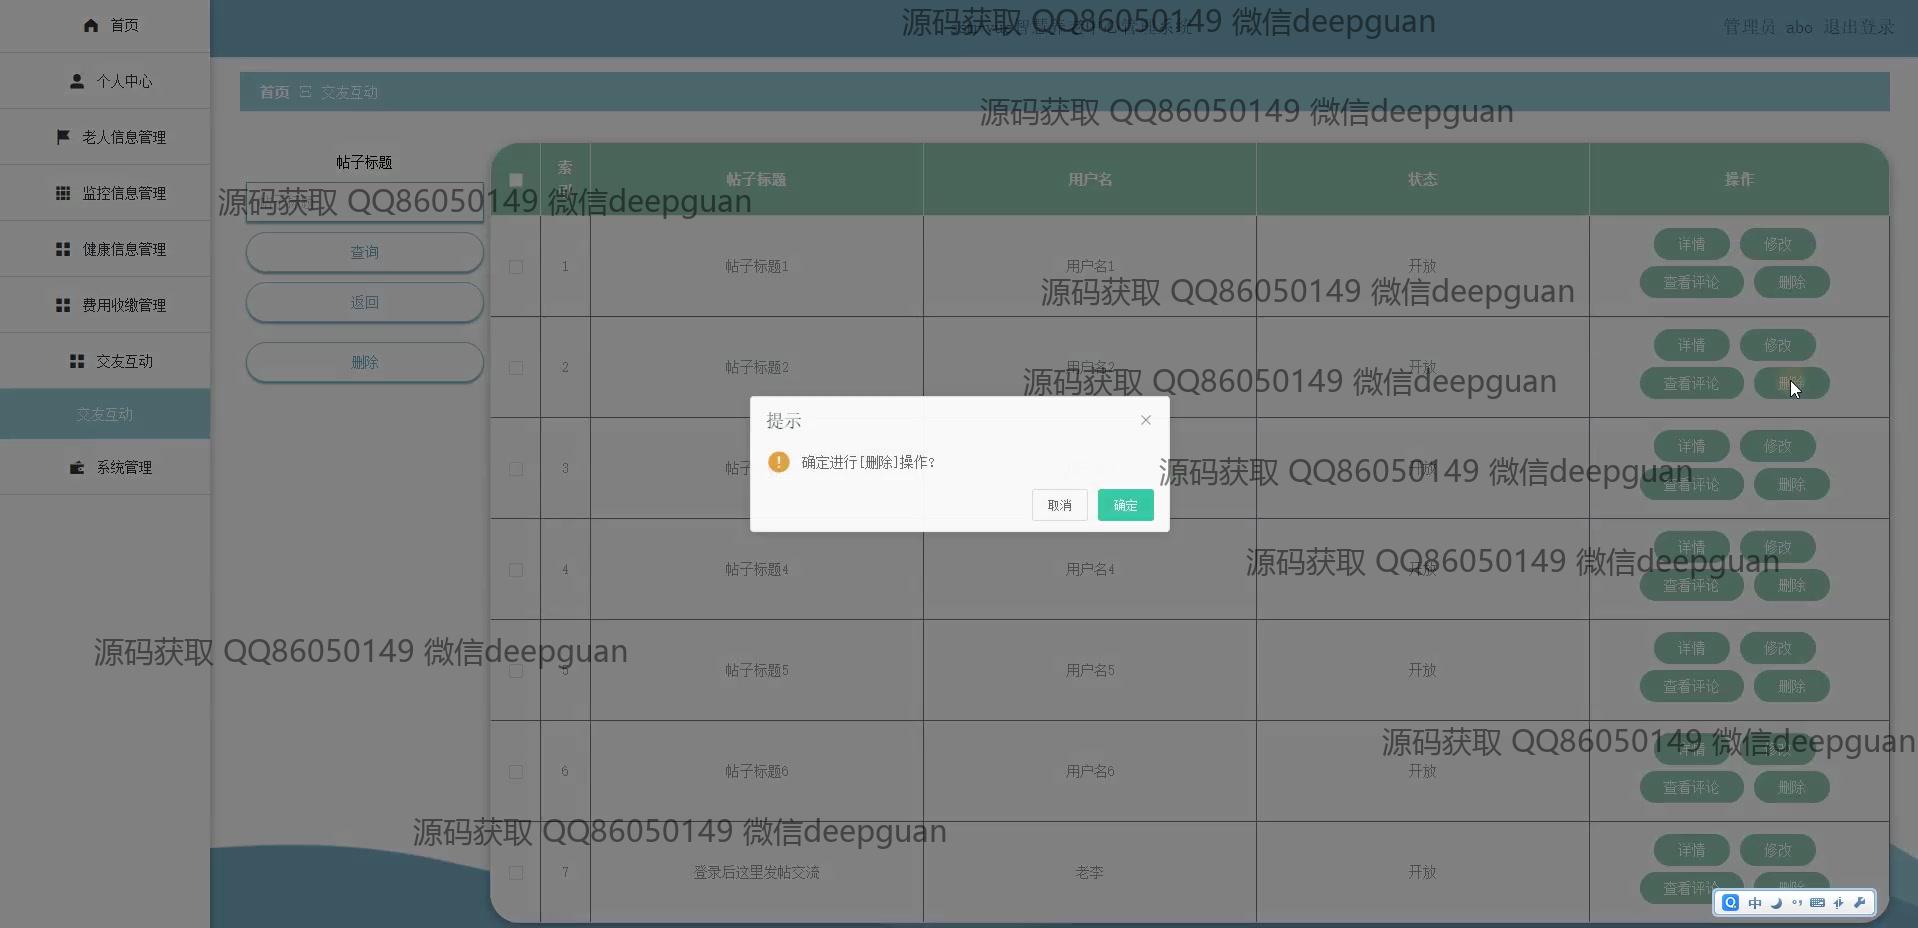 首页
个人中心
老人信息管理
监控信息管理
健康信息管理
费用收缴管理
交友互动
交友互动
系统管理
源码获取 QQ86050149 微信deepguan
管理员 abo 退出登录
首页 交友互动
源码获取 QQ86050149 微信deepguan
帖子标题
源码获取 QQ86050149 微信deepguan
查询
返回
删除
索 帖子标题 用户名 状态 操作
1 帖子标题1 用户名1 开放 详情 修改
查看评论 删除
源码获取 QQ86050149 微信deepguan
2 帖子标题2 用户名2 开放 详情 修改
查看评论 删除
源码获取 QQ86050149 微信deepguan
提示
确定进行[删除]操作?
取消 确定
3 帖子 详情 修改
查看评论 删除
源码获取 QQ86050149 微信deepguan
4 帖子标题4 用户名4 开放 详情 修改
查看评论 删除
源码获取 QQ86050149 微信deepguan
5 帖子标题5 用户名5 开放 详情 修改
查看评论 删除
源码获取 QQ86050149 微信deepguan
6 帖子标题6 用户名6 开放 详情 修改
查看评论 删除
源码获取 QQ86050149 微信deepguan
源码获取 QQ86050149 微信deepguan
7 登录后这里发帖交流 老李 开放 详情 修改
查看评论 删除
中